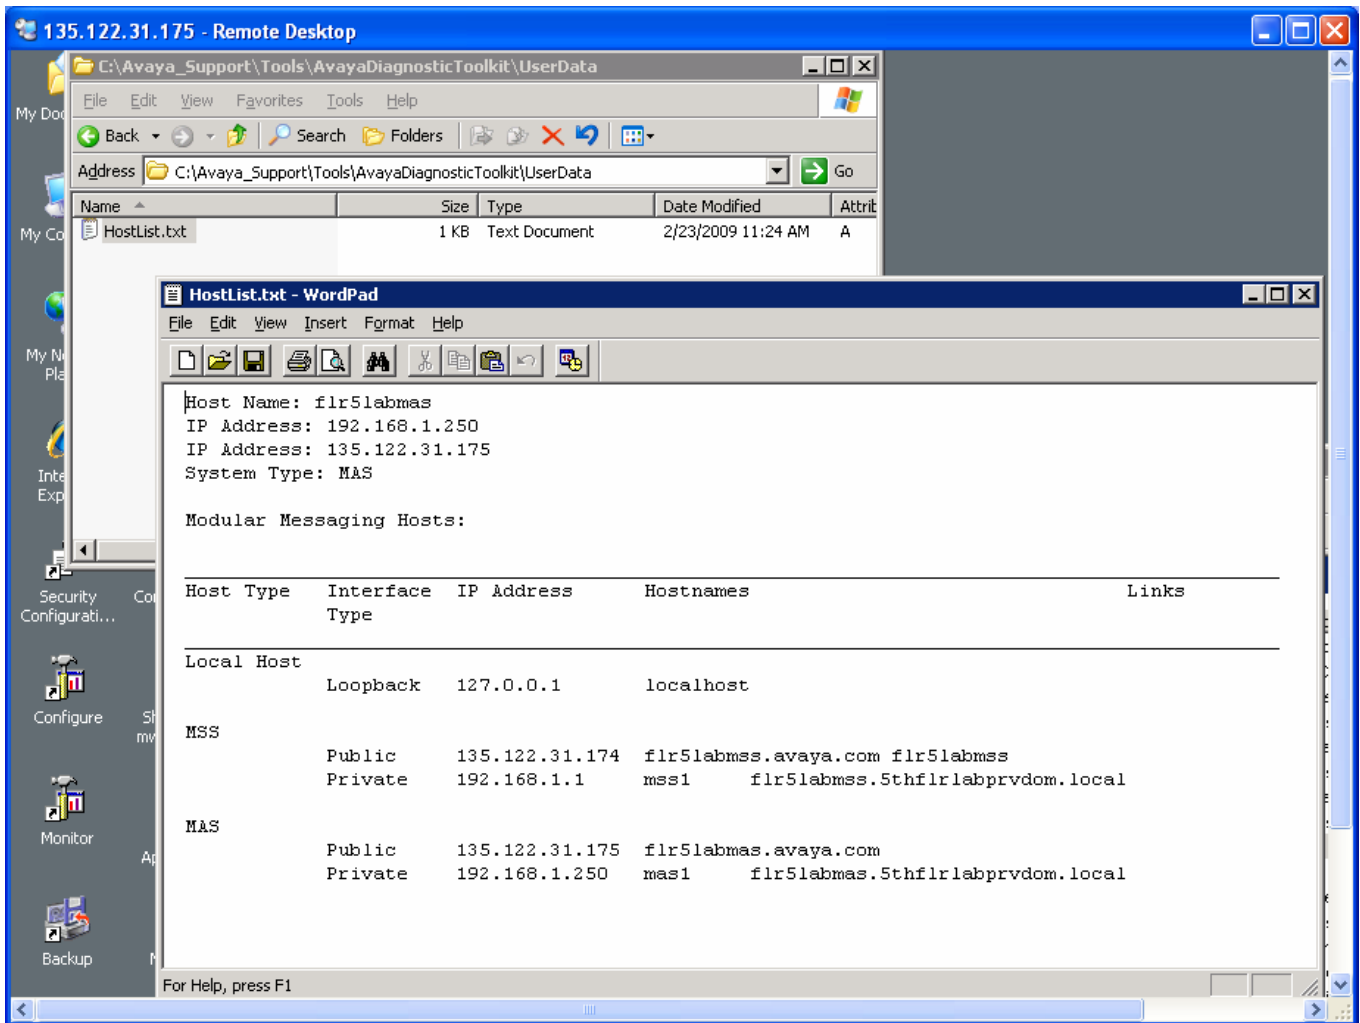 135.122.31.175 - Remote Desktop
C:\Avaya_Support\Tools\AvayaDiagnosticToolkit\UserData
File Edit View Favorites Tools Help
Back Search Folders
Address C:\Avaya_Support\Tools\AvayaDiagnosticToolkit\UserData Go
Name Size Type Date Modified Attrib
HostList.txt 1 KB Text Document 2/23/2009 11:24 AM A
My Doc
My Co
My N
Pla
Inte
Exp
Security
Configurati...
Co
Configure
Sh
mw
Monitor
Ap
Backup
HostList.txt - WordPad
File Edit View Insert Format Help
Host Name: flr5labmas
IP Address: 192.168.1.250
IP Address: 135.122.31.175
System Type: MAS
Modular Messaging Hosts:
Host Type Interface IP Address Hostnames Links
Type
Local Host
Loopback 127.0.0.1 localhost
MSS
Public 135.122.31.174 flr5labmss.avaya.com flr5labmss
Private 192.168.1.1 mss1 flr5labmss.5thflrlabprvdom.local
MAS
Public 135.122.31.175 flr5labmas.avaya.com
Private 192.168.1.250 mas1 flr5labmas.5thflrlabprvdom.local
For Help, press F1